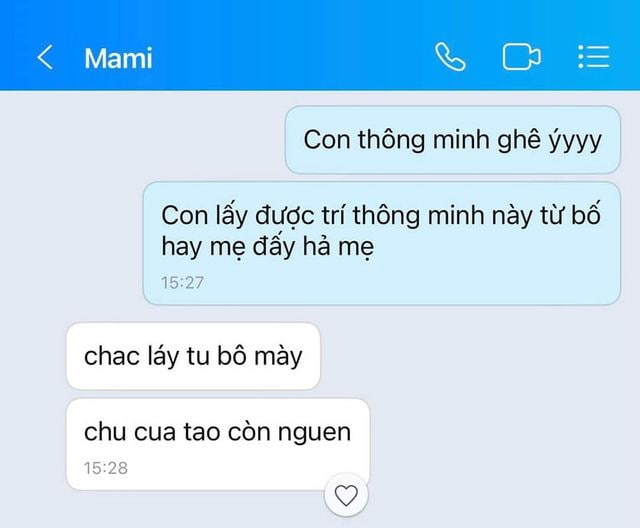 Mami
Con thông minh ghê ýyyy
Con lấy được trí thông minh này từ bố
hay mẹ đấy hả mẹ
15:27
chac láy tu bô mày
chu cua tao còn nguen
15:28